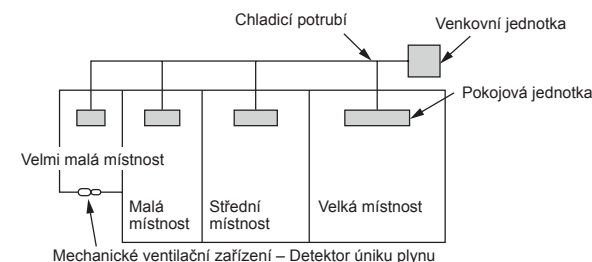 Chladicí potrubí
Venkovní jednotka
Pokojová jednotka
Velmi malá místnost
Malá
místnost
Střední
místnost
Velká místnost
Mechanické ventilační zařízení – Detektor úniku plynu